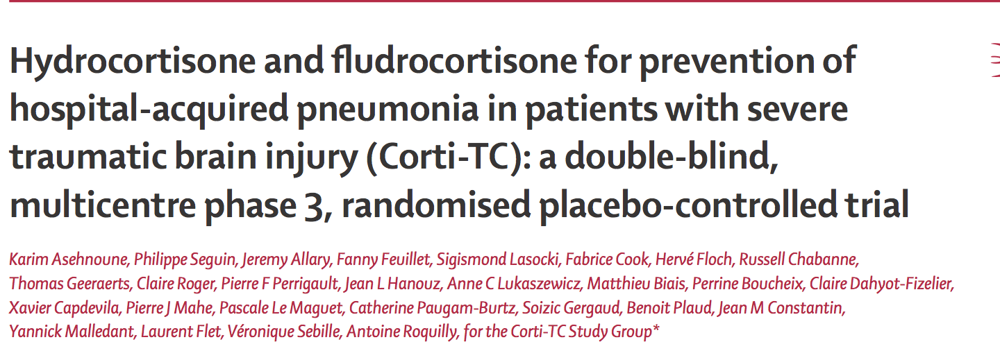 Hydrocortisone and fludrocortisone for prevention of
hospital-acquired pneumonia in patients with severe
traumatic brain injury (Corti-TC): a double-blind,
multicentre phase 3, randomised placebo-controlled trial
Karim Asehnoune, Philippe Seguin, Jeremy Allary, Fanny Feuillet, Sigismond Lasocki, Fabrice Cook, Hervé Floch, Russell Chabanne,
Thomas Geeraerts, Claire Roger, Pierre F Perrigault, Jean L Hanouz, Anne C Lukaszewicz, Matthieu Biais, Perrine Boucheix, Claire Dahyot-Fizelier,
Xavier Capdevila, Pierre J Mahe, Pascale Le Maguet, Catherine Paugam-Burtz, Soizic Gergaud, Benoit Plaud, Jean M Constantin,
Yannick Malledant, Laurent Flet, Véronique Sebille, Antoine Roquilly, for the Corti-TC Study Group*